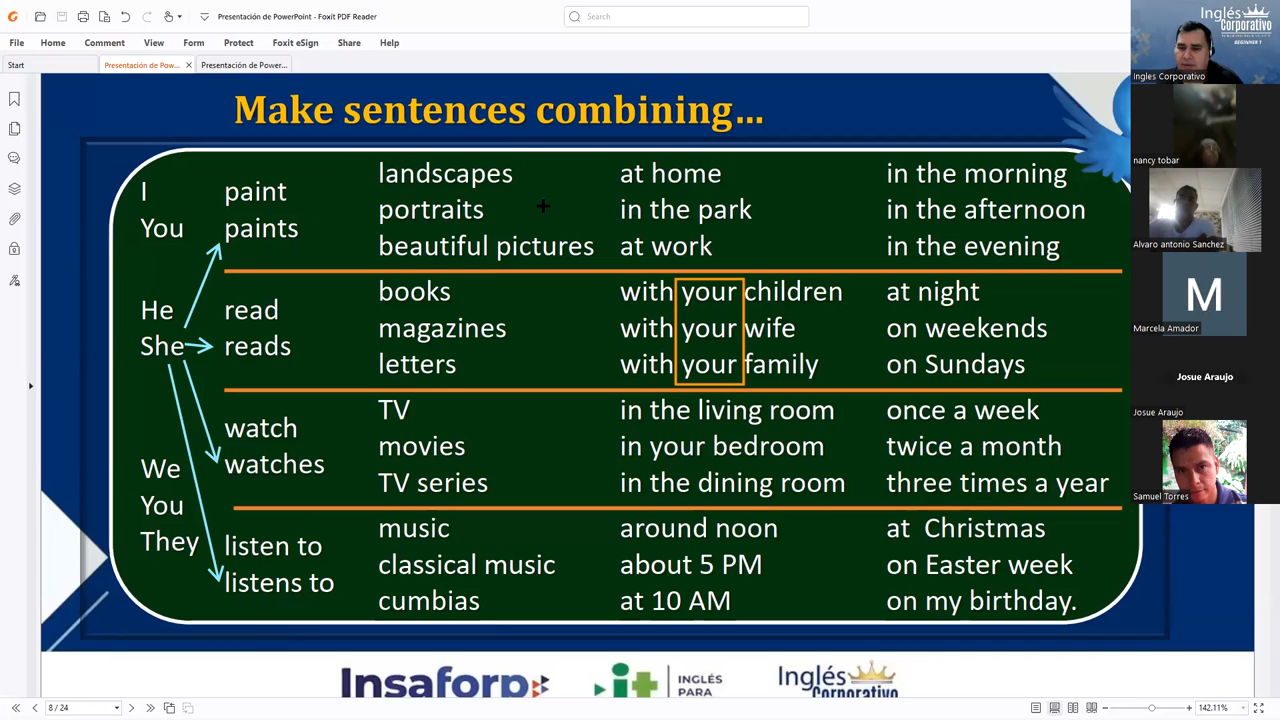 Presentación de PowerPoint - Foxit PDF Reader
Search
File Home Comment View Form Protect Foxit eSign Share Help
Start
Presentación de Pow...
Presentación de Power...
Make sentences combining...
I
You
He
She
We
You
They
paint
paints
read
reads
watch
watches
listen to
listens to
landscapes
portraits
beautiful pictures
books
magazines
letters
TV
movies
TV series
music
classical music
cumbias
at home
in the park
at work
with your children
with your wife
with your family
in the living room
in your bedroom
in the dining room
around noon
about 5 PM
at 10 AM
in the morning
in the afternoon
in the evening
at night
on weekends
on Sundays
once a week
twice a month
three times a year
at Christmas
on Easter week
on my birthday.
Insaforp
it
INGLÉS
PARA
Inglés
Corporativo
8 / 24
142.11%
Inglés
Corporativo
BEGINNER 1
Ingles Corporativo
nancy tobar
Alvaro antonio Sanchez
M
Marcela Amador
Josue Araujo
Josue Araujo
Samuel Torres